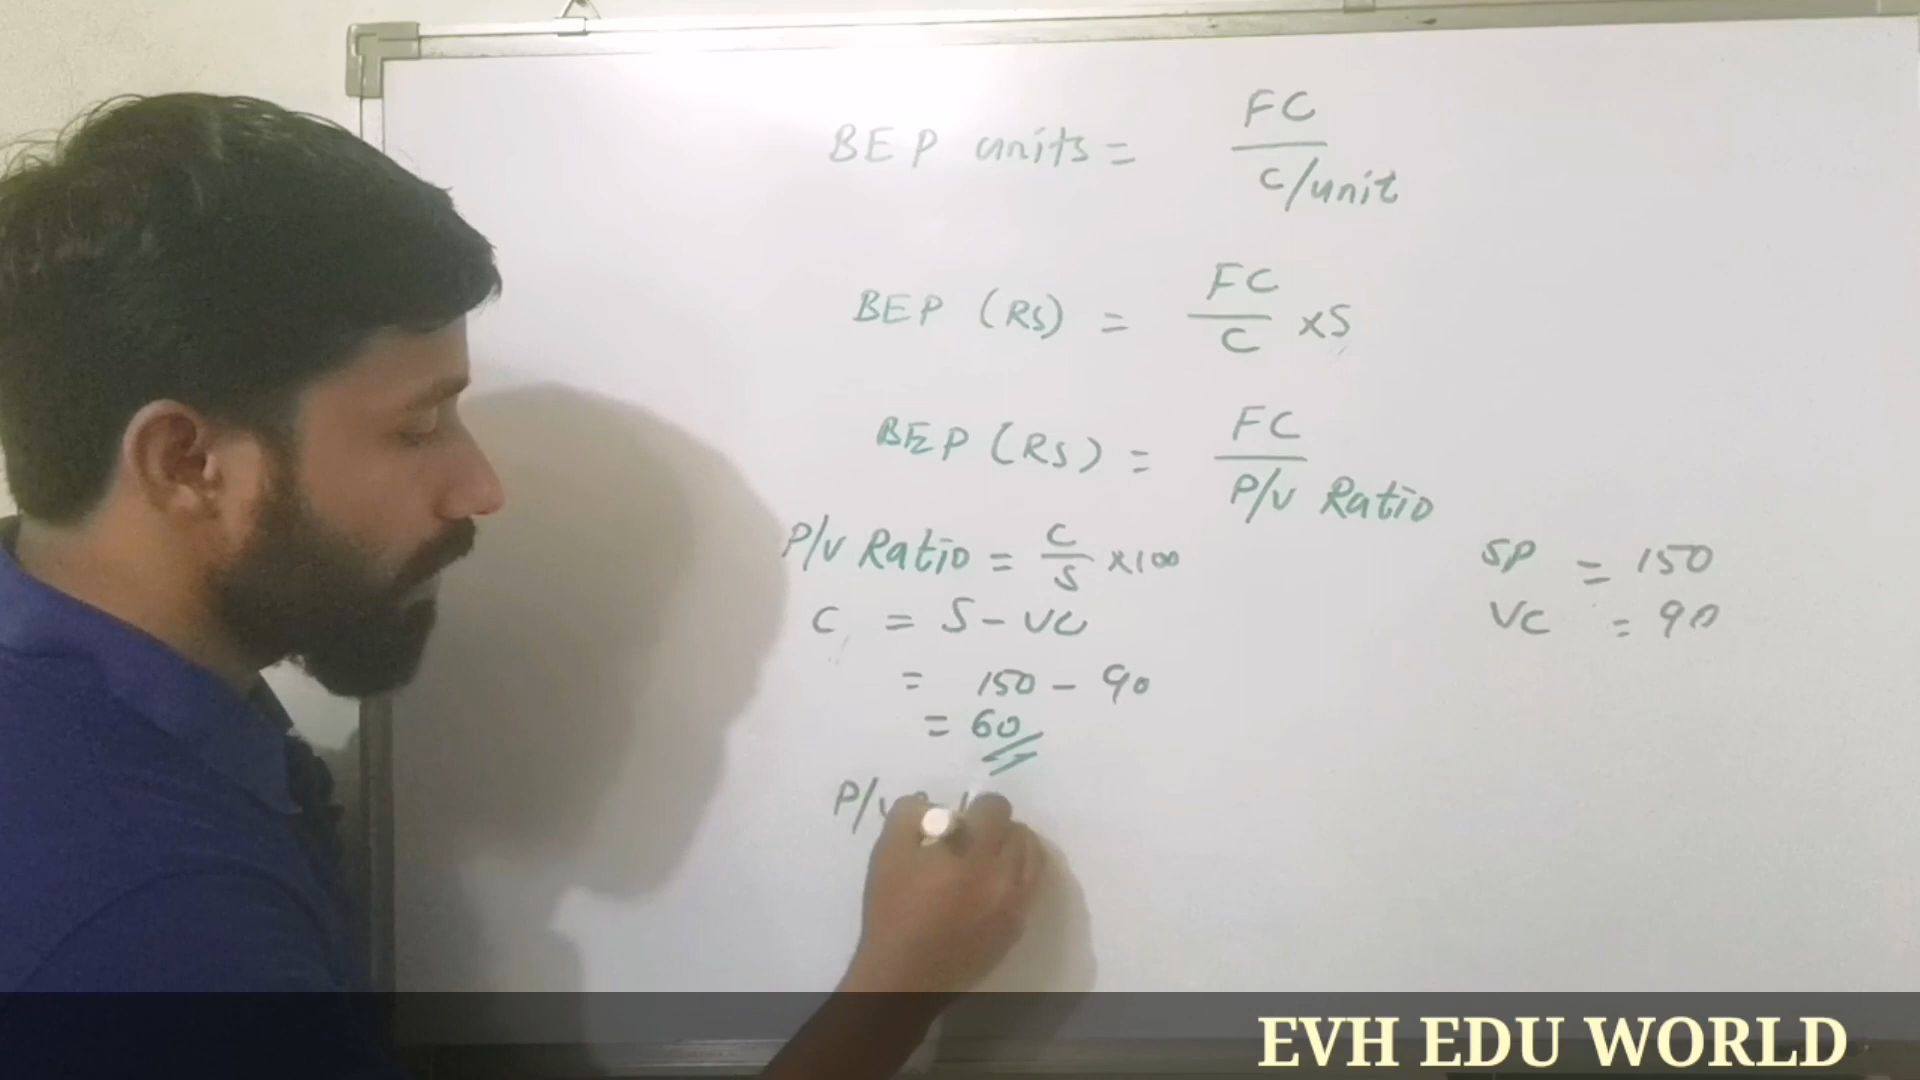 BEP units = FC / C/unit
BEP (RS) = FC / C × S
BEP (RS) = FC / P/V Ratio
P/V Ratio = C / S × 100
C = S - VC
= 150 - 90
= 60
SP = 150
VC = 90
EVH EDU WORLD